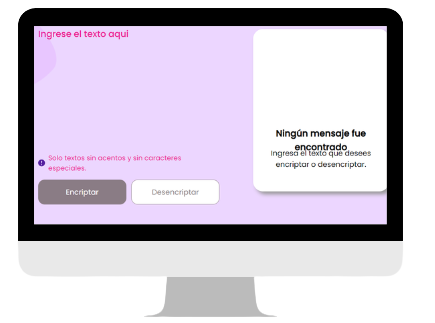 Ingrese el texto aqui
Solo textos sin acentos y sin caracteres
especiales.
Encriptar
Desencriptar
Ningún mensaje fue
encontrado
Ingresa el texto que desees
encriptar o desencriptar.